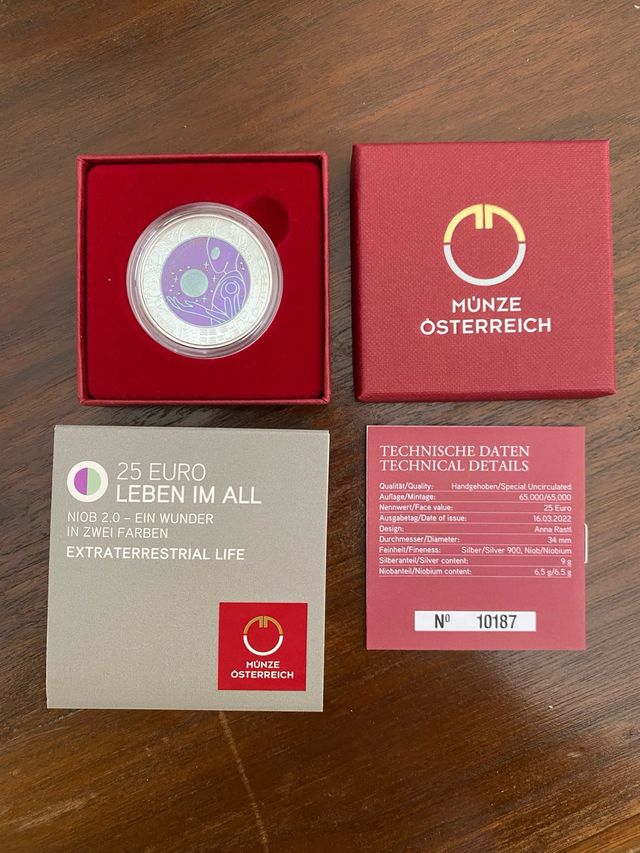 MÜNZE
ÖSTERREICH
25 EURO
LEBEN IM ALL
NIOB 2.0 – EIN WUNDER
IN ZWEI FARBEN
EXTRATERRESTRIAL LIFE
MÜNZE
ÖSTERREICH
TECHNISCHE DATEN
TECHNICAL DETAILS
Qualität/Quality: Handgehoben/Special Uncirculated
Auflage/Mintage: 65.000/65,000
Nennwert/Face value: 25 Euro
Ausgabetag/Date of issue: 16.03.2022
Design: Anna Rastl
Durchmesser/Diameter: 34 mm
Feinheit/Fineness: Silber/Silver 900, Niob/Niobium
Silberanteil/Silver content: 9 g
Niobanteil/Niobium content: 6,5 g/6.5 g
Nº 10187